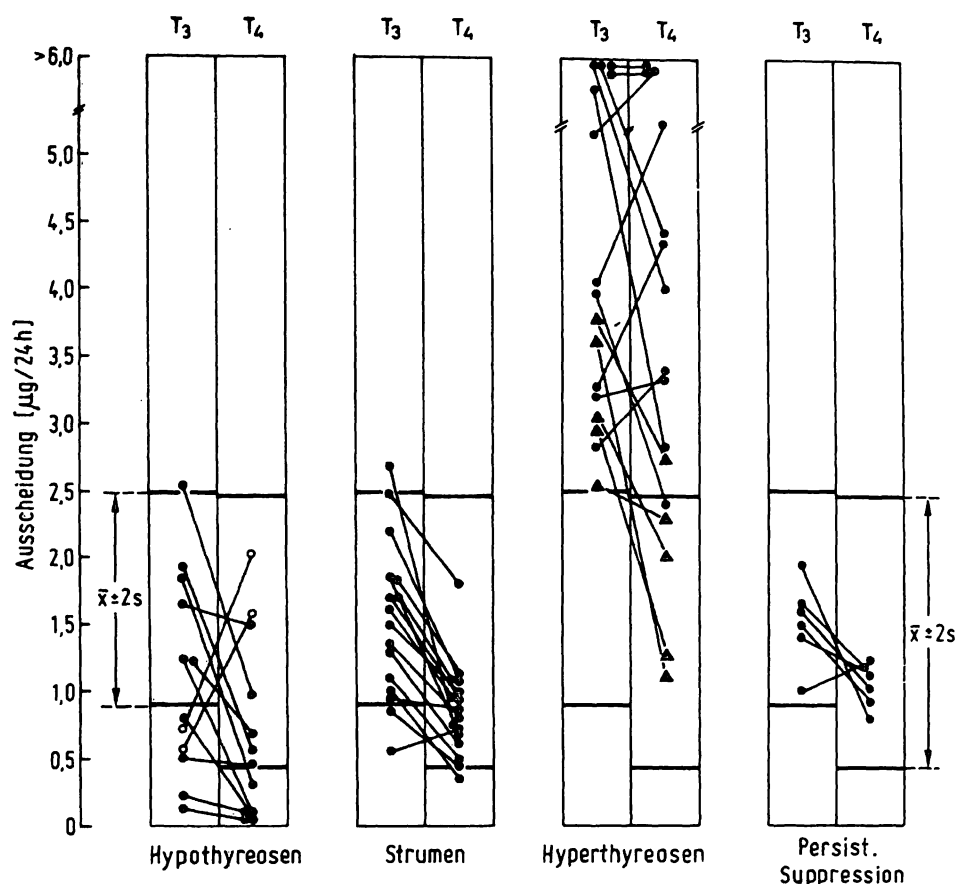 T3 T4 T3 T4 T3 T4 T3 T4
>6,0
5,0
4,5
4,0
3,5
3,0
2,5
2,0
1,5
1,0
0,5
0
Ausscheidung [µg/24h]
x̄±2s
x̄±2s
Hypothyreosen Strumen Hyperthyreosen Persist.
Suppression